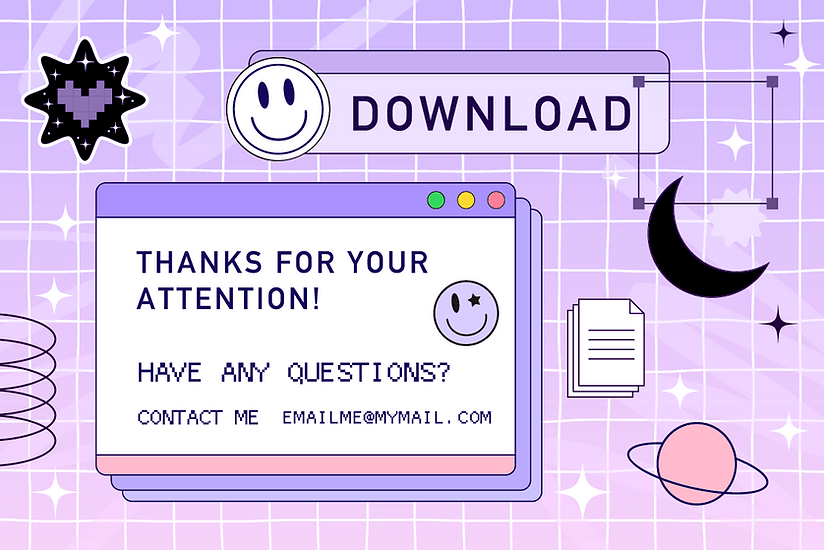 DOWNLOAD
THANKS FOR YOUR
ATTENTION!
HAVE ANY QUESTIONS?
CONTACT ME EMAILME@MYMAIL.COM